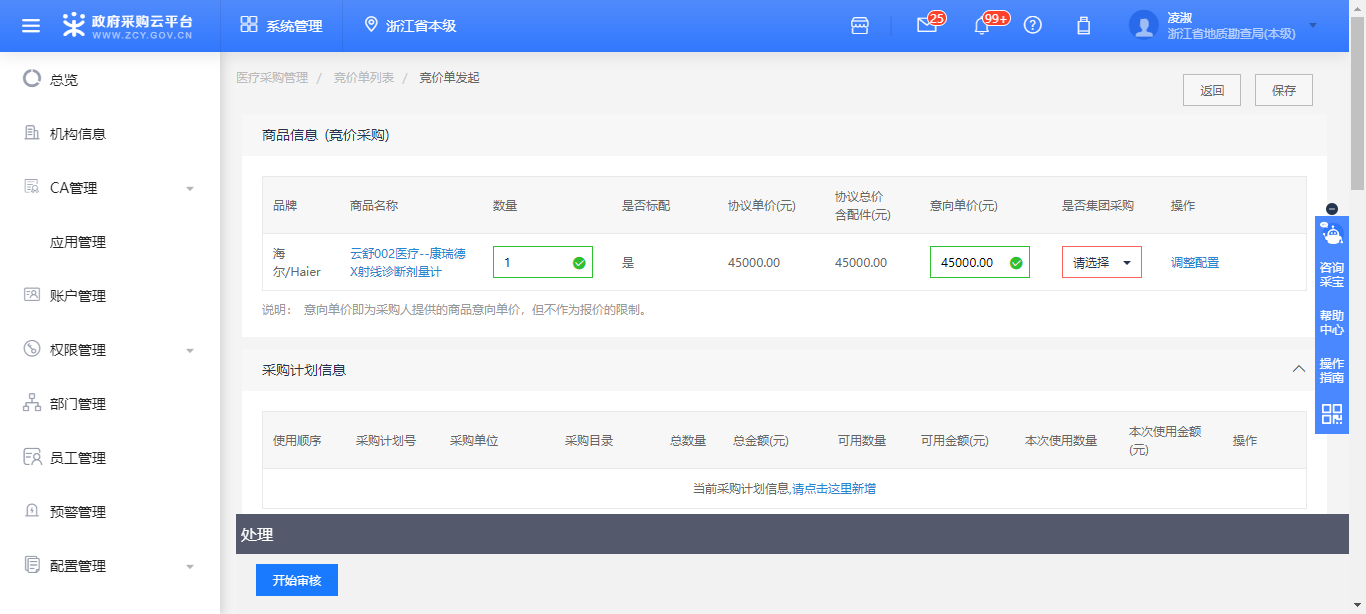 政府采购云平台
WWW.ZCY.GOV.CN
系统管理
浙江省本级
25
99+
凌淑
浙江省地质勘查局(本级)
总览
机构信息
CA管理
应用管理
账户管理
权限管理
部门管理
员工管理
预警管理
配置管理
医疗采购管理 / 竞价单列表 / 竞价单发起
返回 保存
商品信息 (竞价采购)
品牌 商品名称 数量 是否标配 协议单价(元) 协议总价 含配件(元) 意向单价(元) 是否集团采购 操作
海尔/Haier 云舒002医疗--康瑞德X射线诊断剂量计 1 是 45000.00 45000.00 45000.00 请选择 调整配置
说明： 意向单价即为采购人提供的商品意向单价，但不作为报价的限制。
采购计划信息
使用顺序 采购计划号 采购单位 采购目录 总数量 总金额(元) 可用数量 可用金额(元) 本次使用数量 本次使用金额(元) 操作
当前采购计划信息,请点击这里新增
处理
开始审核
咨询
采宝
帮助
中心
操作
指南